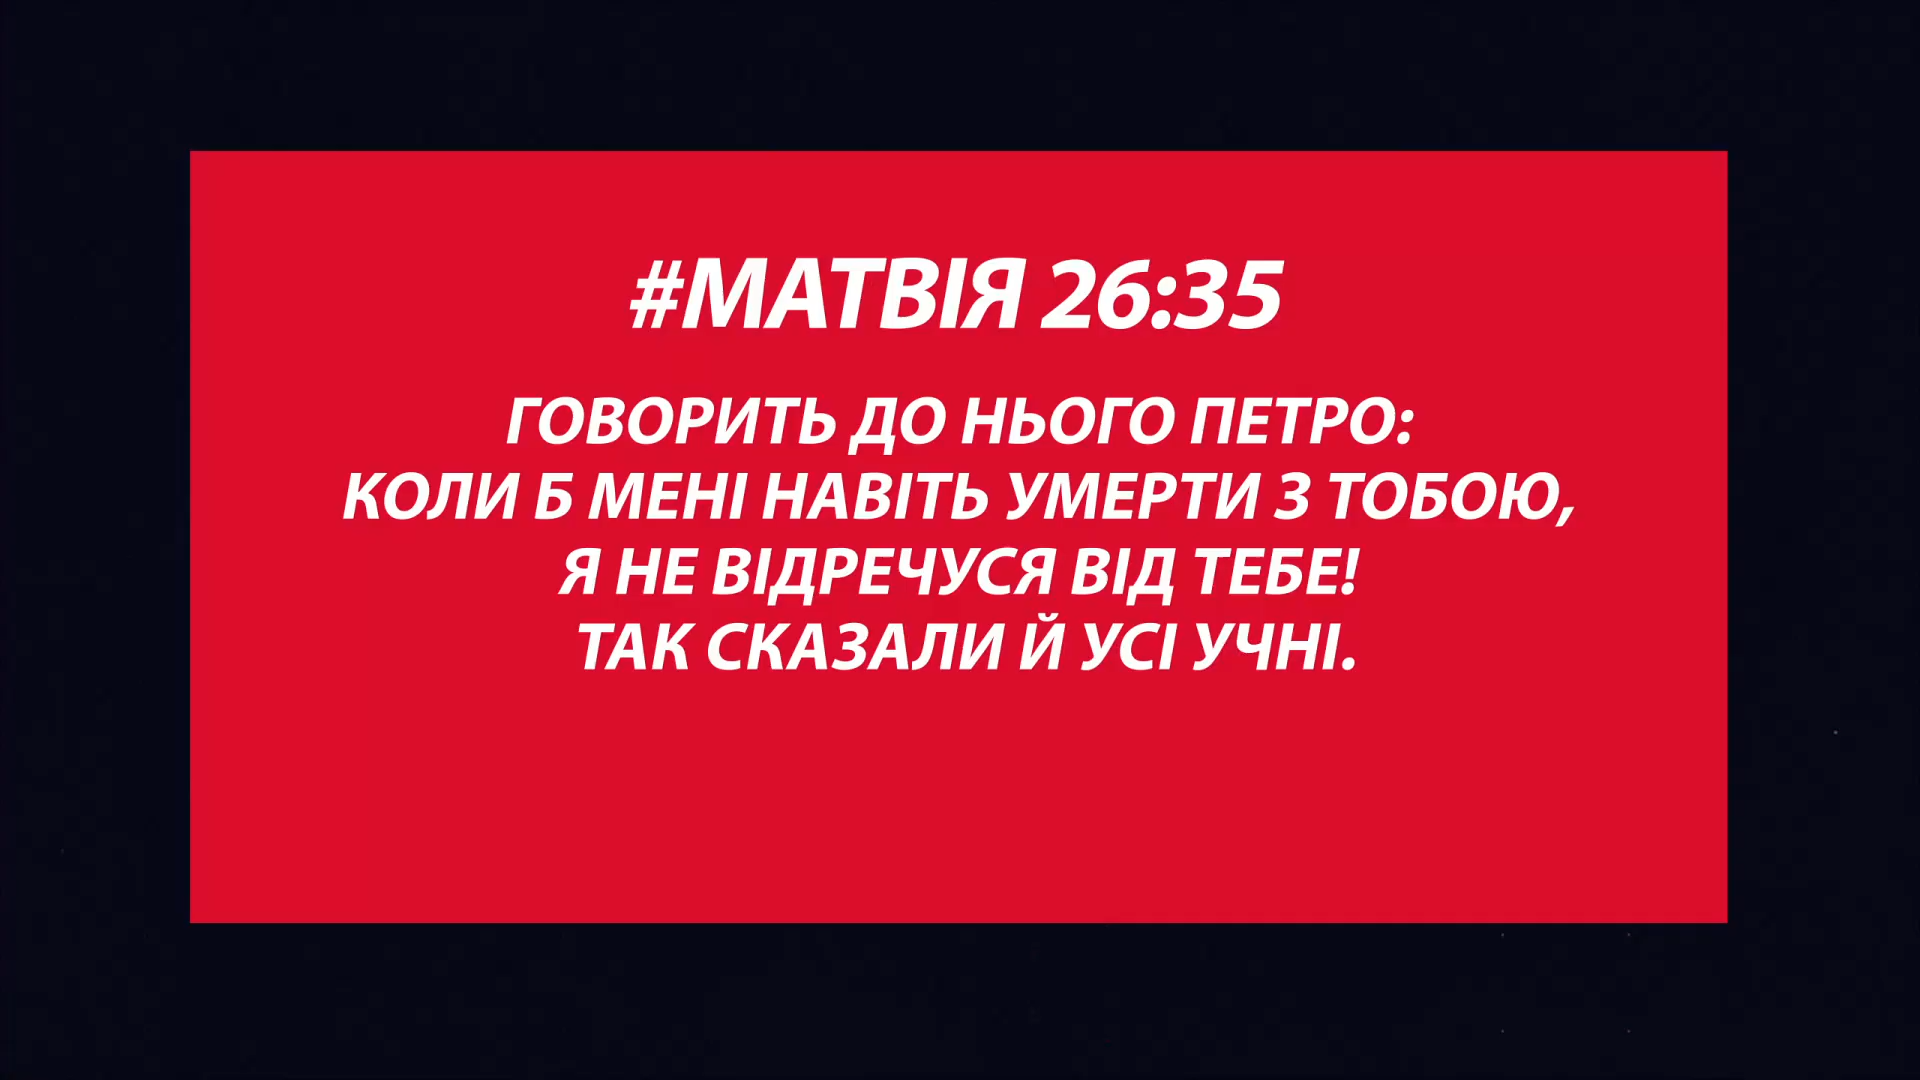 #МАТВІЯ 26:35
ГОВОРИТЬ ДО НЬОГО ПЕТРО:
КОЛИ Б МЕНІ НАВІТЬ УМЕРТИ З ТОБОЮ,
Я НЕ ВІДРЕЧУСЯ ВІД ТЕБЕ!
ТАК СКАЗАЛИ Й УСІ УЧНІ.